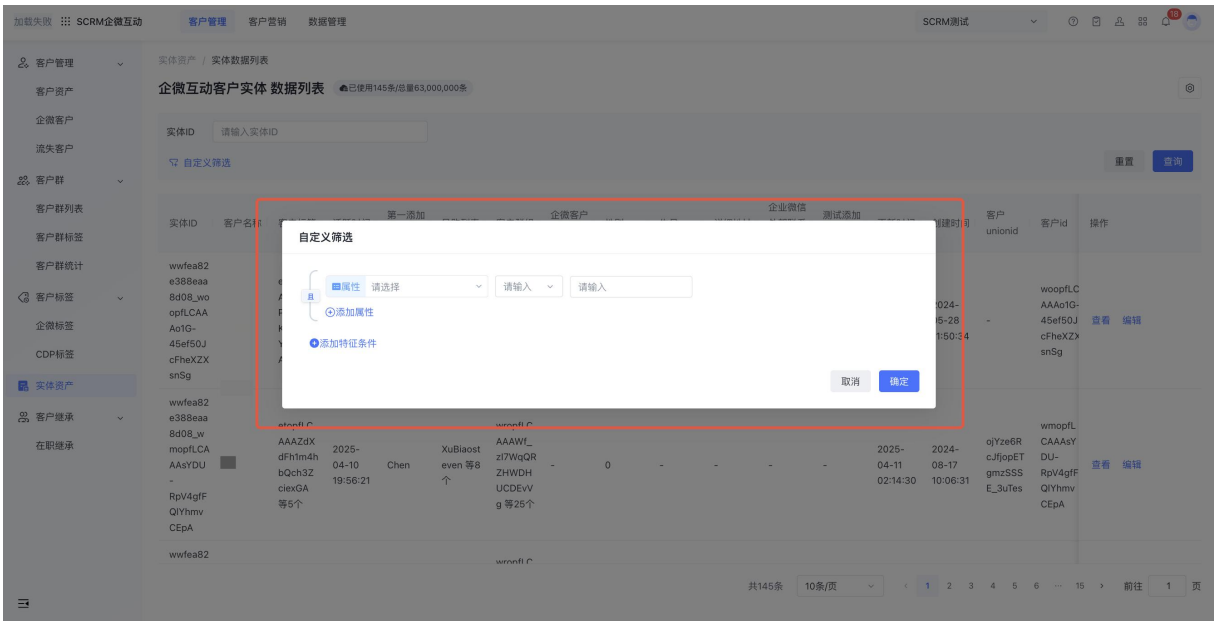 加载失败 SCRM企微互动 客户管理 客户营销 数据管理 SCRM测试 18
客户管理
客户资产
企微客户
流失客户
客户群
客户群列表
客户群标签
客户群统计
客户标签
企微标签
CDP标签
实体资产
客户继承
在职继承
实体资产 / 实体数据列表
企微互动客户实体 数据列表 已使用145条/总量63,000,000条
实体ID 请输入实体ID
自定义筛选 重置 查询
实体ID 客户名称 第一添加 企微客户 企业微信 测试添加 创建时间 客户 unionid 客户id 操作
自定义筛选
且 属性 请选择 请输入 请输入
添加属性
添加特征条件
取消 确定
wwfea82
e388eaa
8d08_wo
opfLCAA
Ao1G-
45ef50J
cFheXZX
snSg
2024-
05-28
1:50:34
-
woopfLC
AAAo1G-
45ef50J
cFheXZX
snSg
查看 编辑
wwfea82
e388eaa
8d08_w
mopfLCA
AAsYDU
-
RpV4gfF
QIYhmv
CEpA
etopfLC
AAAZdX
dFh1m4h
bQch3Z
ciexGA
等5个
2025-
04-10
19:56:21
Chen
XuBiaost
even 等8
个
wropfLC
AAAWf_
zI7WqQR
ZHWDH
UCDEvV
g 等25个
- 0 - - - -
2025-
04-11
02:14:30
2024-
08-17
10:06:31
ojYze6R
cJfjopET
gmzSSS
E_3uTes
wmopfL
CAAAsY
DU-
RpV4gfF
QIYhmv
CEpA
查看 编辑
wwfea82
wropfLC
共145条 10条/页 1 2 3 4 5 6 ··· 15 前往 1 页